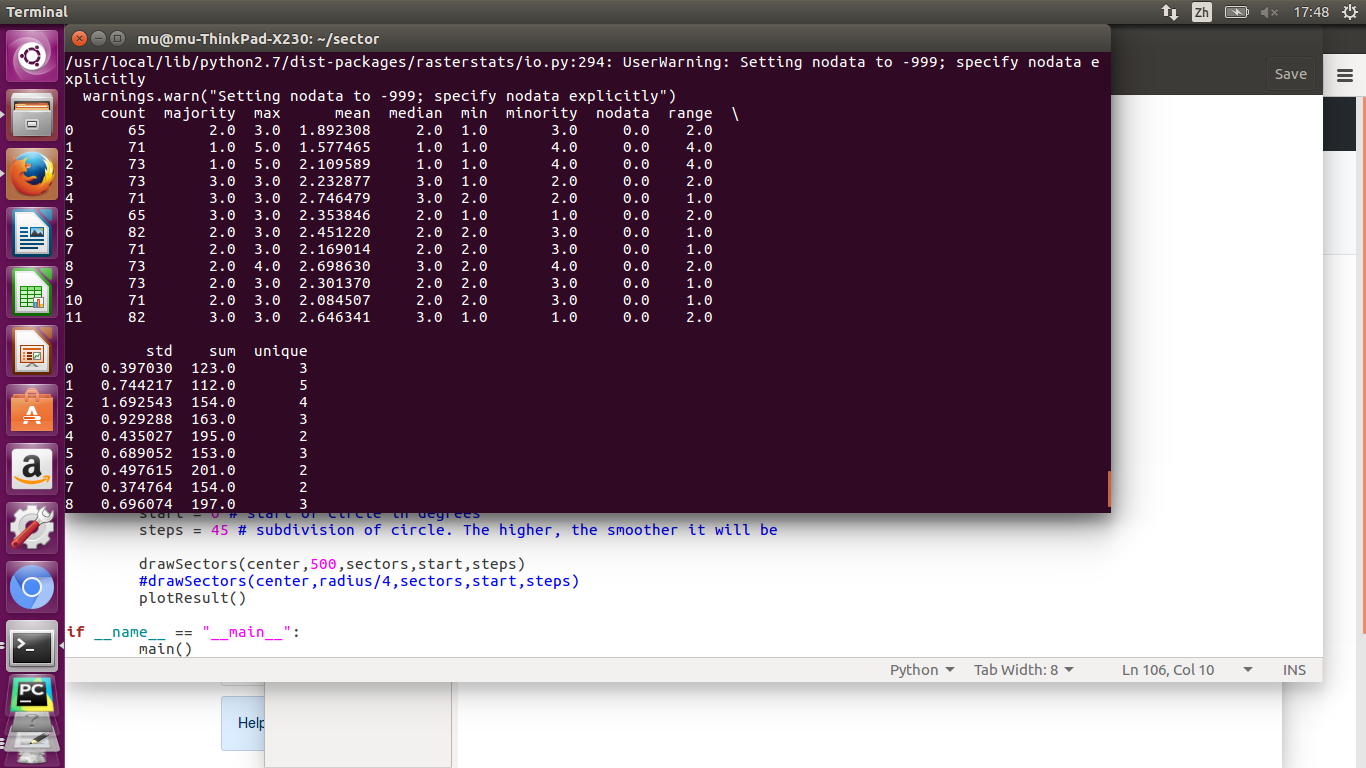 Terminal
Zh
17:48
mu@mu-ThinkPad-X230: ~/sector
/usr/local/lib/python2.7/dist-packages/rasterstats/io.py:294: UserWarning: Setting nodata to -999; specify nodata e
xplicitly
  warnings.warn("Setting nodata to -999; specify nodata explicitly")
    count  majority  max      mean  median  min  minority  nodata  range  \
0      65       2.0  3.0  1.892308     2.0  1.0       3.0     0.0    2.0
1      71       1.0  5.0  1.577465     1.0  1.0       4.0     0.0    4.0
2      73       1.0  5.0  2.109589     1.0  1.0       4.0     0.0    4.0
3      73       3.0  3.0  2.232877     3.0  1.0       2.0     0.0    2.0
4      71       3.0  3.0  2.746479     3.0  2.0       2.0     0.0    1.0
5      65       3.0  3.0  2.353846     2.0  1.0       1.0     0.0    2.0
6      82       2.0  3.0  2.451220     2.0  2.0       3.0     0.0    1.0
7      71       2.0  3.0  2.169014     2.0  2.0       3.0     0.0    1.0
8      73       2.0  4.0  2.698630     3.0  2.0       4.0     0.0    2.0
9      73       2.0  3.0  2.301370     2.0  2.0       3.0     0.0    1.0
10     71       2.0  3.0  2.084507     2.0  2.0       3.0     0.0    1.0
11     82       3.0  3.0  2.646341     3.0  1.0       1.0     0.0    2.0
         std    sum  unique
0   0.397030  123.0       3
1   0.744217  112.0       5
2   1.692543  154.0       4
3   0.929288  163.0       3
4   0.435027  195.0       2
5   0.689052  153.0       3
6   0.497615  201.0       2
7   0.374764  154.0       2
8   0.696074  197.0       3
Save
start = 0 # start of circle in degrees
steps = 45 # subdivision of circle. The higher, the smoother it will be
drawSectors(center,500,sectors,start,steps)
#drawSectors(center,radius/4,sectors,start,steps)
plotResult()
if __name__ == "__main__":
main()
Python
Tab Width: 8
Ln 106, Col 10
INS
PC
Help